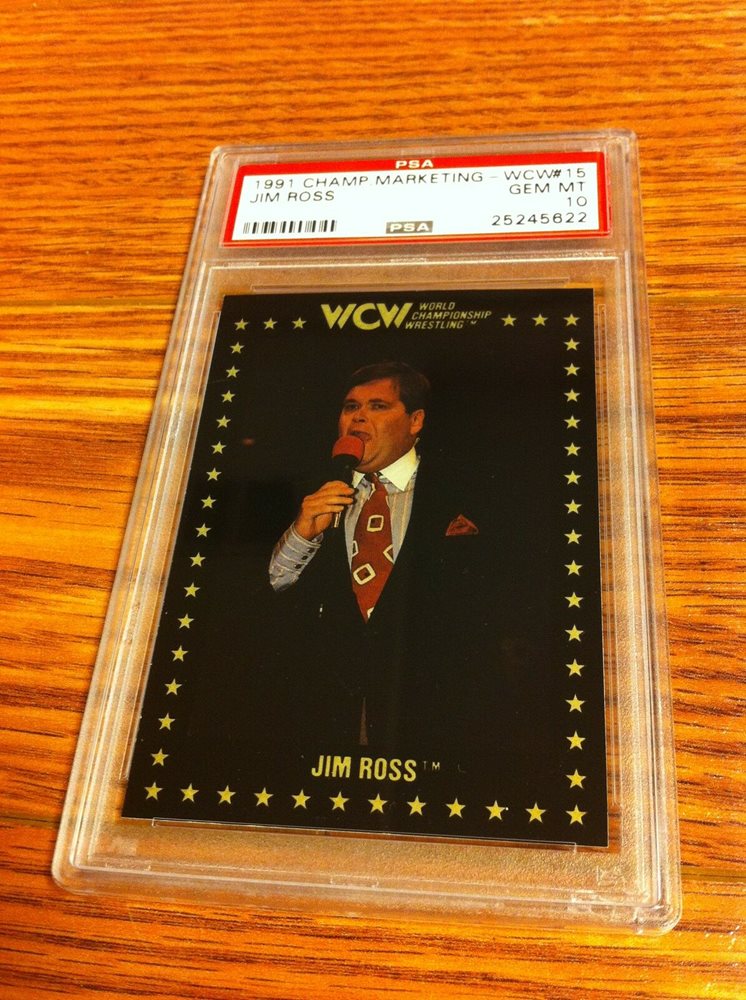 PSA
1991 CHAMP.MARKETING - WCW#15
JIM ROSS
GEM MT
10
PSA
25245622
WCW WORLD
CHAMPIONSHIP
WRESTLING™
JIM ROSS™